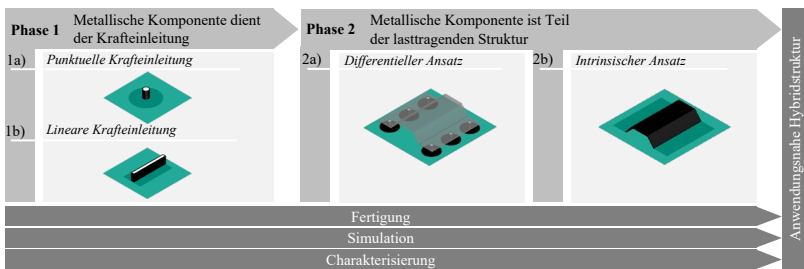 Phase 1
Metallische Komponente dient
der Krafteinleitung
Phase 2
Metallische Komponente ist Teil
der lasttragenden Struktur
1a)
Punktuelle Krafteinleitung
1b)
Lineare Krafteinleitung
2a)
Differentieller Ansatz
2b)
Intrinsischer Ansatz
Fertigung
Simulation
Charakterisierung
Anwendungsnahe Hybridstruktur